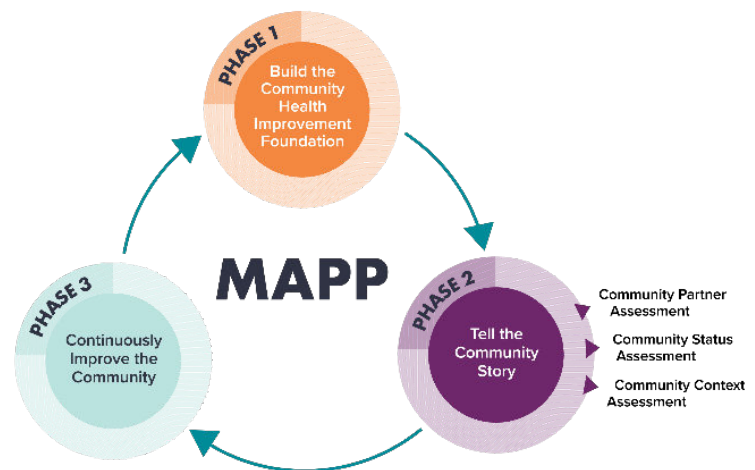 PHASE 1
Build the
Community
Health
Improvement
Foundation
MAPP
PHASE 2
Tell the
Community
Story
Community Partner
Assessment
Community Status
Assessment
Community Context
Assessment
PHASE 3
Continuously
Improve the
Community